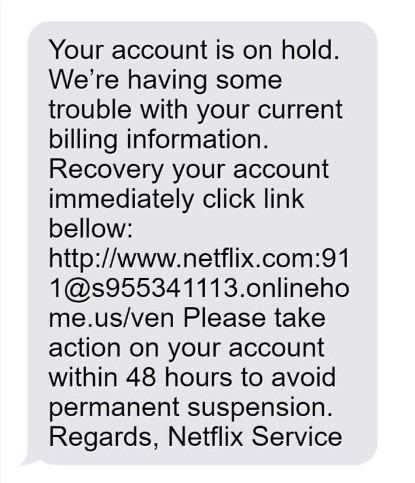 Your account is on hold.
We’re having some
trouble with your current
billing information.
Recovery your account
immediately click link
bellow:
http://www.netflix.com:91
1@s955341113.onlineho
me.us/ven Please take
action on your account
within 48 hours to avoid
permanent suspension.
Regards, Netflix Service